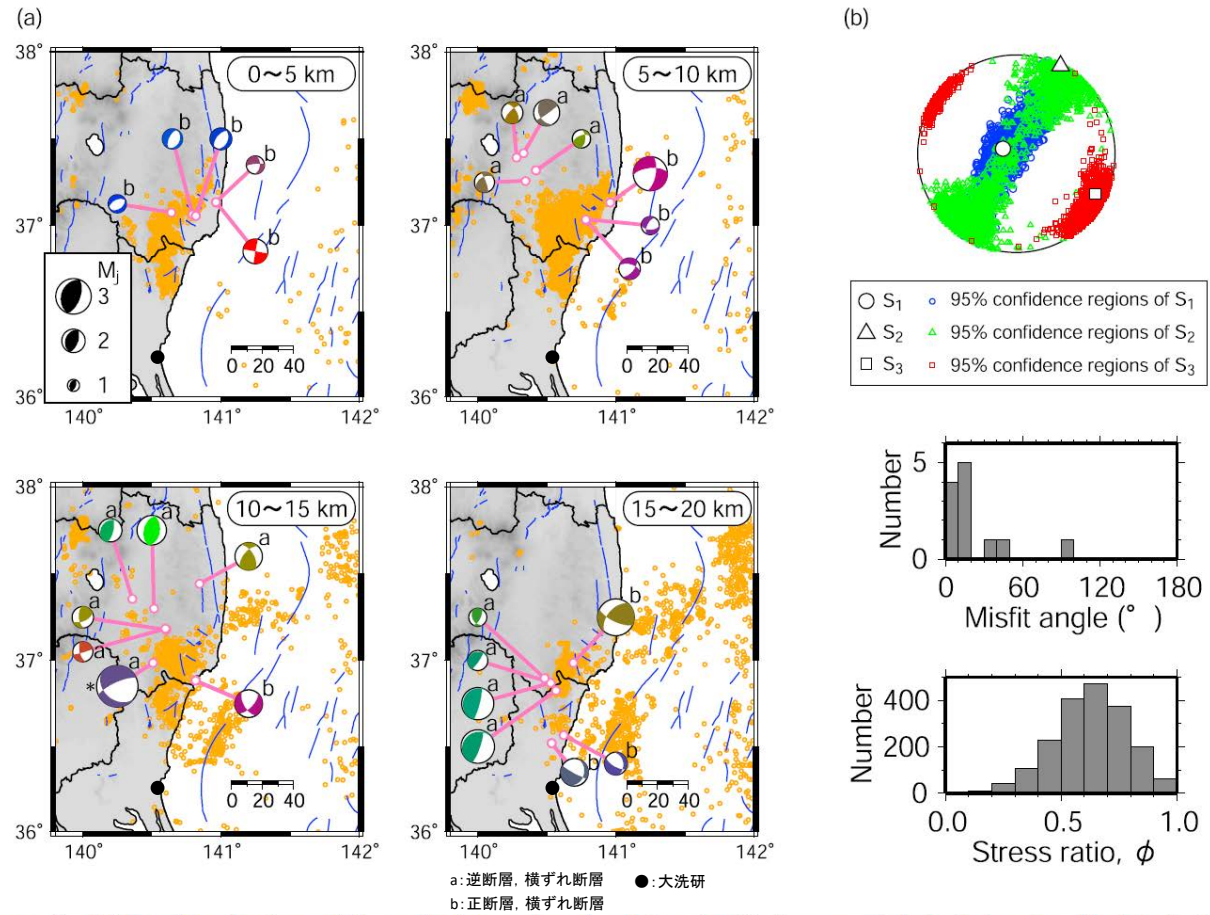 (a)
(b)
38°
37°
36°
140°
141°
142°
0～5 km
b
b
b
b
b
Mj
3
2
1
0 20 40
38°
37°
36°
140°
141°
142°
5～10 km
a
a
a
a
b
b
b
0 20 40
S1
95% confidence regions of S1
S2
95% confidence regions of S2
S3
95% confidence regions of S3
38°
37°
36°
140°
141°
142°
10～15 km
a
a
a
a
a
a
*
b
0 20 40
38°
37°
36°
140°
141°
142°
15～20 km
a
a
a
a
b
b
b
0 20 40
Number
5
0
0 60 120 180
Misfit angle (° )
Number
400
200
0
0.0 0.5 1.0
Stress ratio, φ
a:逆断層, 横ずれ断層 ●:大洗研
b:正断層, 横ずれ断層